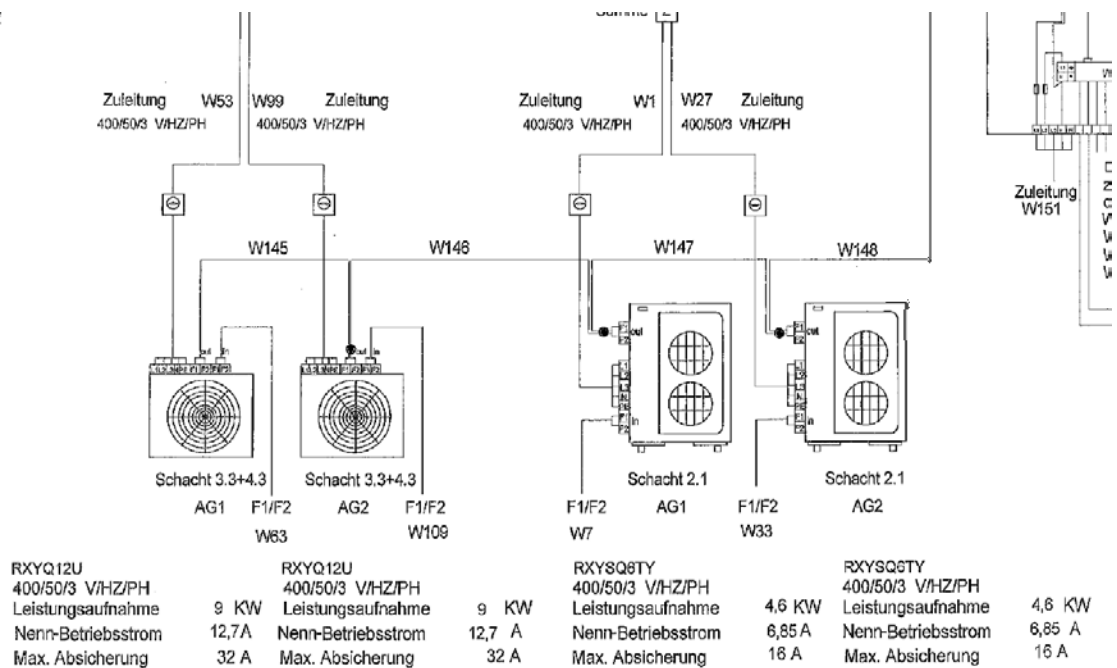 Zuleitung W53 W99 Zuleitung Zuleitung W1 W27 Zuleitung
400/50/3 V/HZ/PH 400/50/3 V/HZ/PH 400/50/3 V/HZ/PH 400/50/3 V/HZ/PH
Zuleitung
W151
W145 W146 W147 W148
out in out in out
in in
Schacht 3.3+4.3 Schacht 3.3+4.3 Schacht 2.1 Schacht 2.1
AG1 F1/F2 AG2 F1/F2 F1/F2 AG1 F1/F2 AG2
W63 W109 W7 W33
RXYQ12U RXYQ12U RXYSQ6TY RXYSQ6TY
400/50/3 V/HZ/PH 400/50/3 V/HZ/PH 400/50/3 V/HZ/PH 400/50/3 V/HZ/PH
Leistungsaufnahme 9 KW Leistungsaufnahme 9 KW Leistungsaufnahme 4,6 KW Leistungsaufnahme 4,6 KW
Nenn-Betriebsstrom 12,7A Nenn-Betriebsstrom 12,7 A Nenn-Betriebsstrom 6,85 A Nenn-Betriebsstrom 6,85 A
Max. Absicherung 32 A Max. Absicherung 32 A Max. Absicherung 16 A Max. Absicherung 16 A